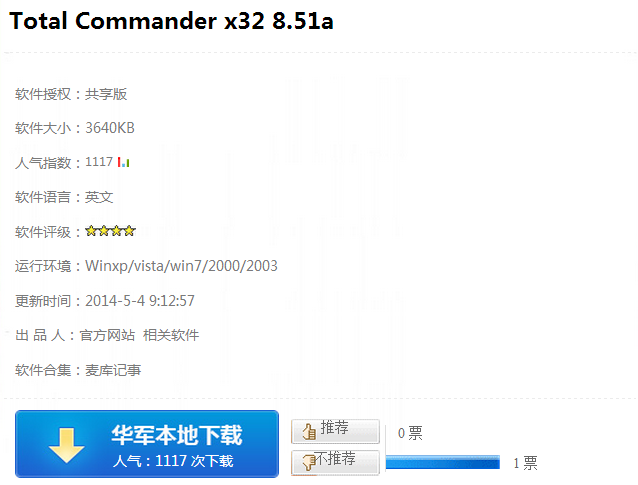 Total Commander x32 8.51a
软件授权：共享版
软件大小：3640KB
人气指数：1117
软件语言：英文
软件评级：
运行环境：Winxp/vista/win7/2000/2003
更新时间：2014-5-4 9:12:57
出 品 人：官方网站 相关软件
软件合集：麦库记事
华军本地下载
人气：1117 次下载
推荐 0 票
不推荐 1 票